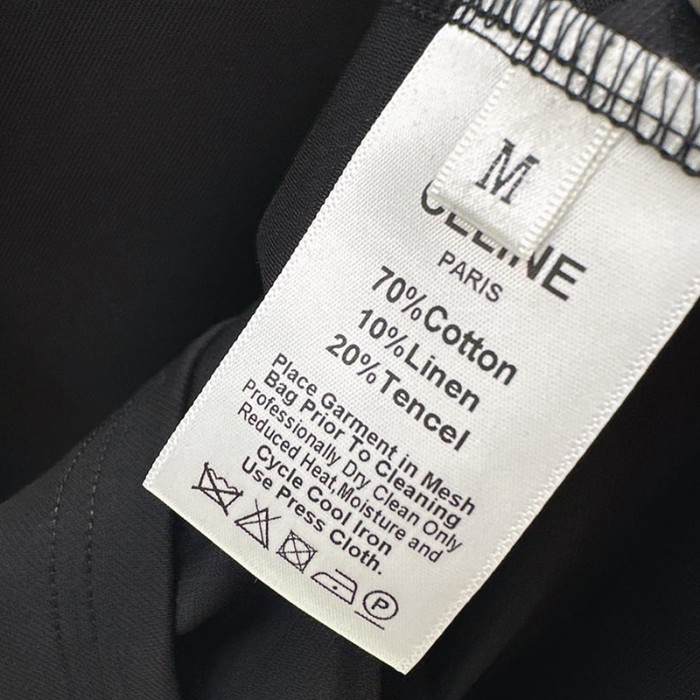 M
CELINE
PARIS
70%Cotton
10%Linen
20%Tencel
Place Garment in Mesh
Bag Prior To Cleaning
Professionally Dry Clean Only
Reduced Heat,Moisture and
Cycle Cool Iron
Use Press Cloth.
P